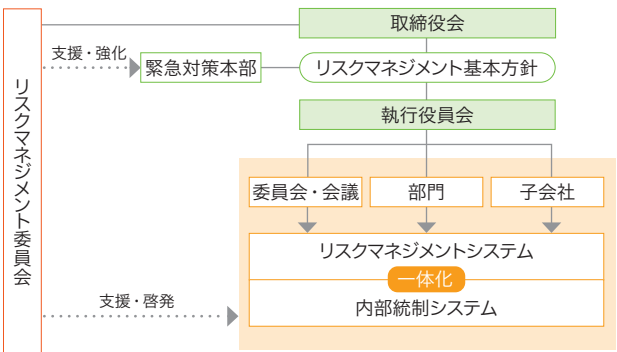 取締役会
支援・強化
緊急対策本部
リスクマネジメント基本方針
執行役員会
リスクマネジメント委員会
委員会・会議
部門
子会社
リスクマネジメントシステム
一体化
内部統制システム
支援・啓発